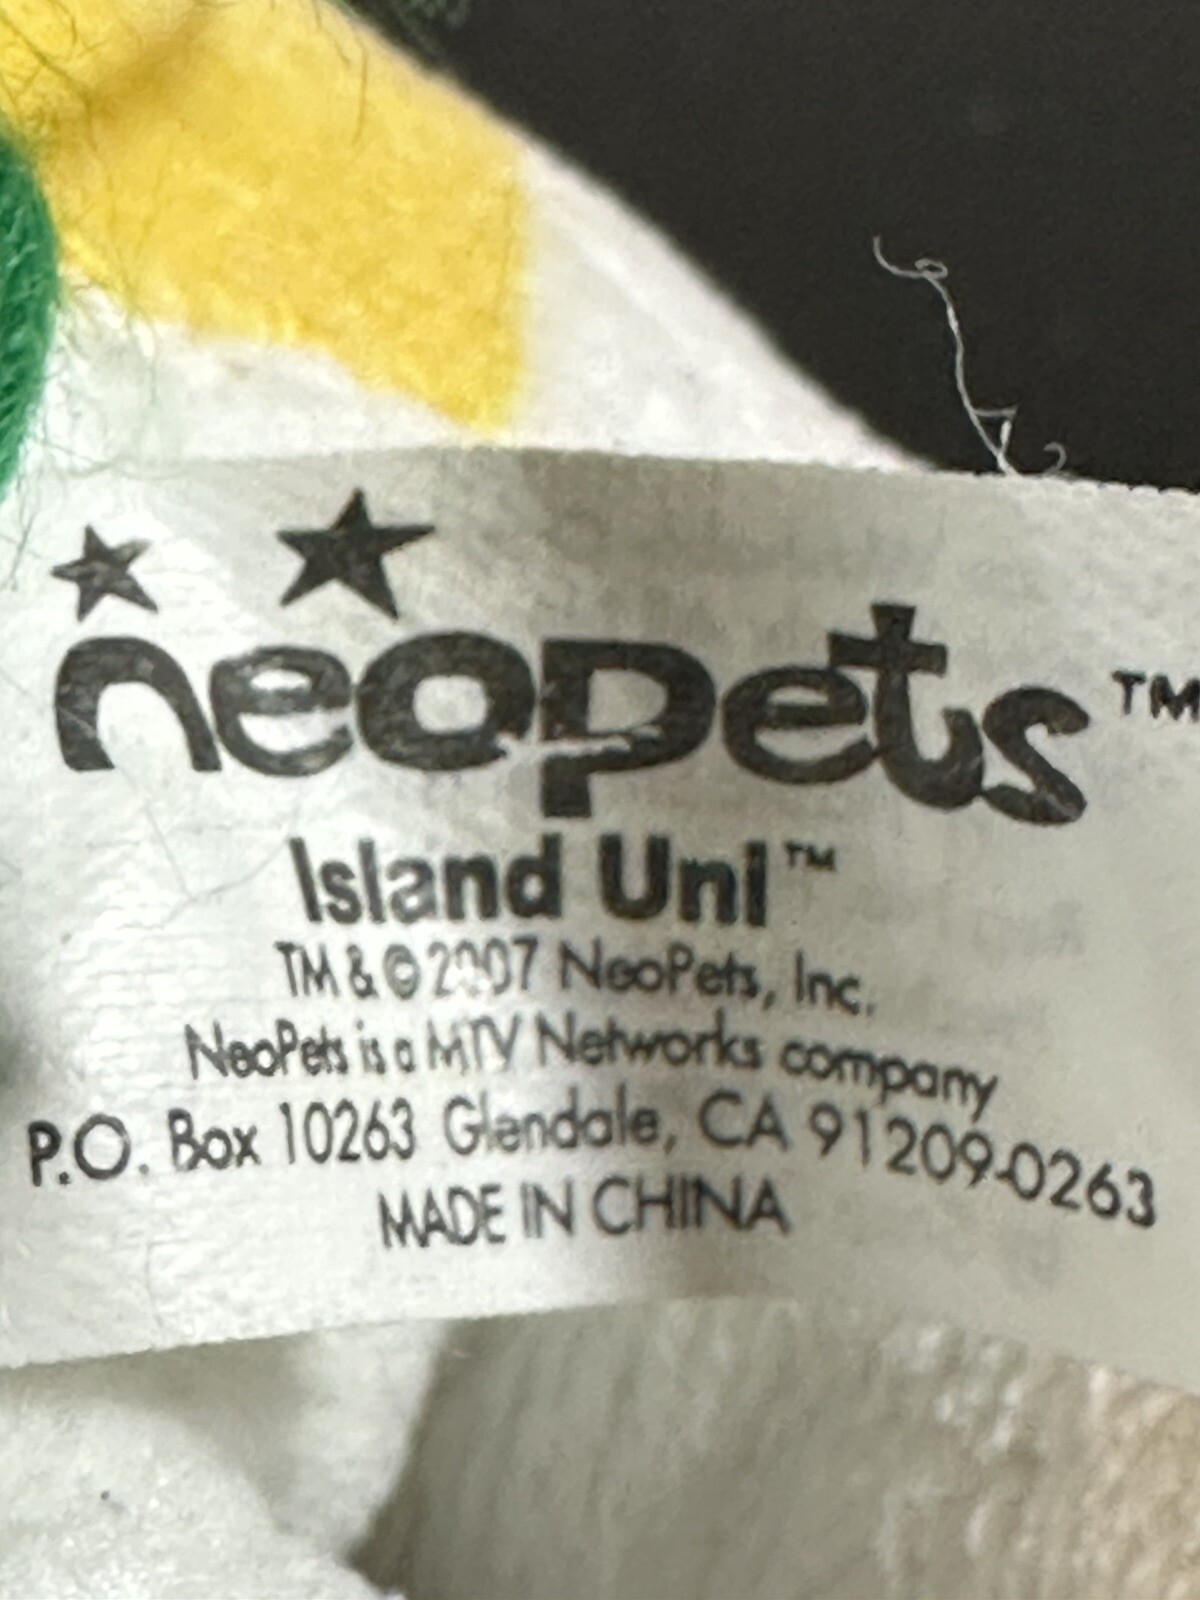 neopets™
Island Uni™
TM & © 2007 NeoPets, Inc.
NeoPets is a MTV Networks company
P.O. Box 10263 Glendale, CA 91209-0263
MADE IN CHINA